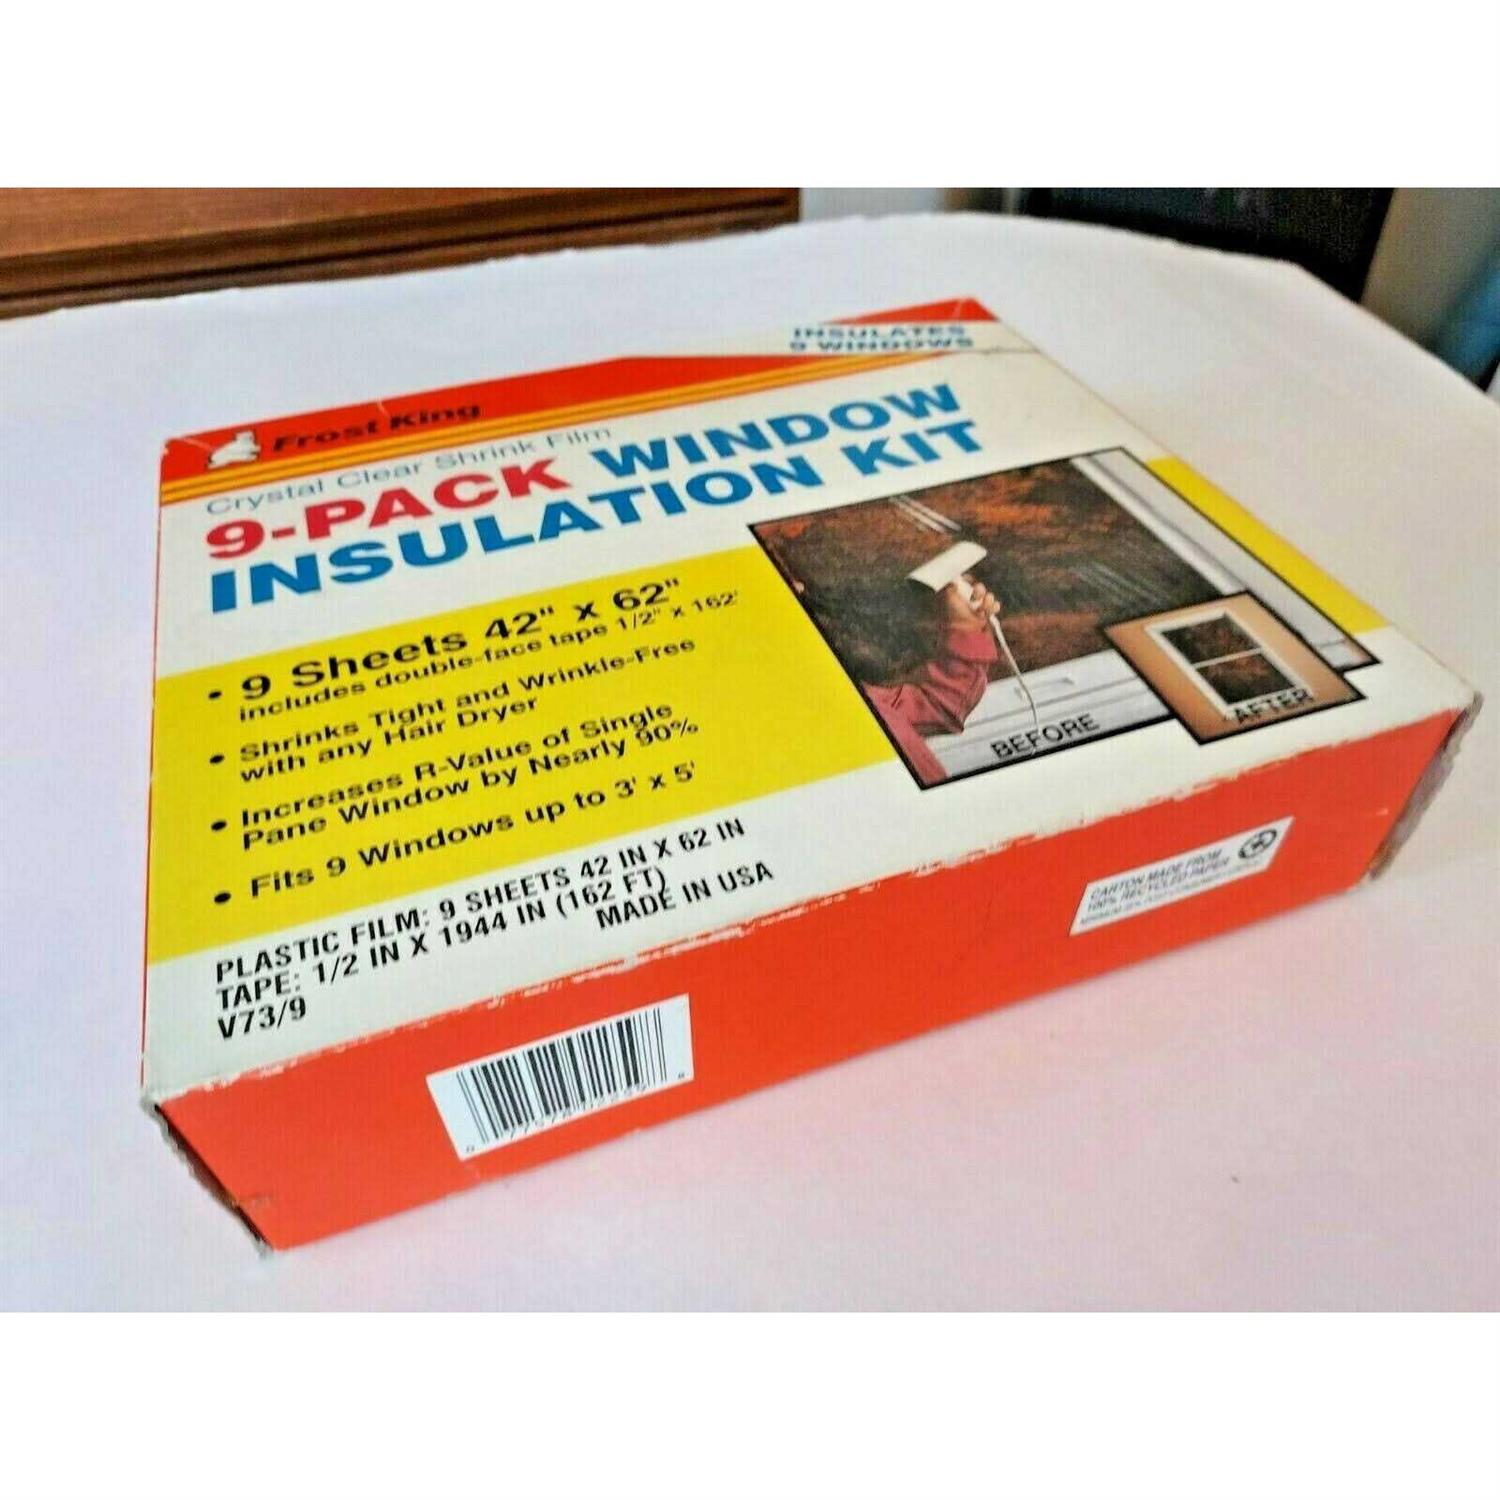 INSULATES
9 WINDOWS
Frost King
Crystal Clear Shrink Film
9-PACK WINDOW
INSULATION KIT
• 9 Sheets 42" x 62"
includes double-face tape 1/2" x 162'
• Shrinks Tight and Wrinkle-Free
with any Hair Dryer
• Increases R-Value of Single
Pane Window by Nearly 90%
• Fits 9 Windows up to 3' x 5'
BEFORE
AFTER
PLASTIC FILM: 9 SHEETS 42 IN X 62 IN
TAPE: 1/2 IN X 1944 IN (162 FT)
V73/9
MADE IN USA
CARTON MADE FROM
100% RECYCLED PAPER